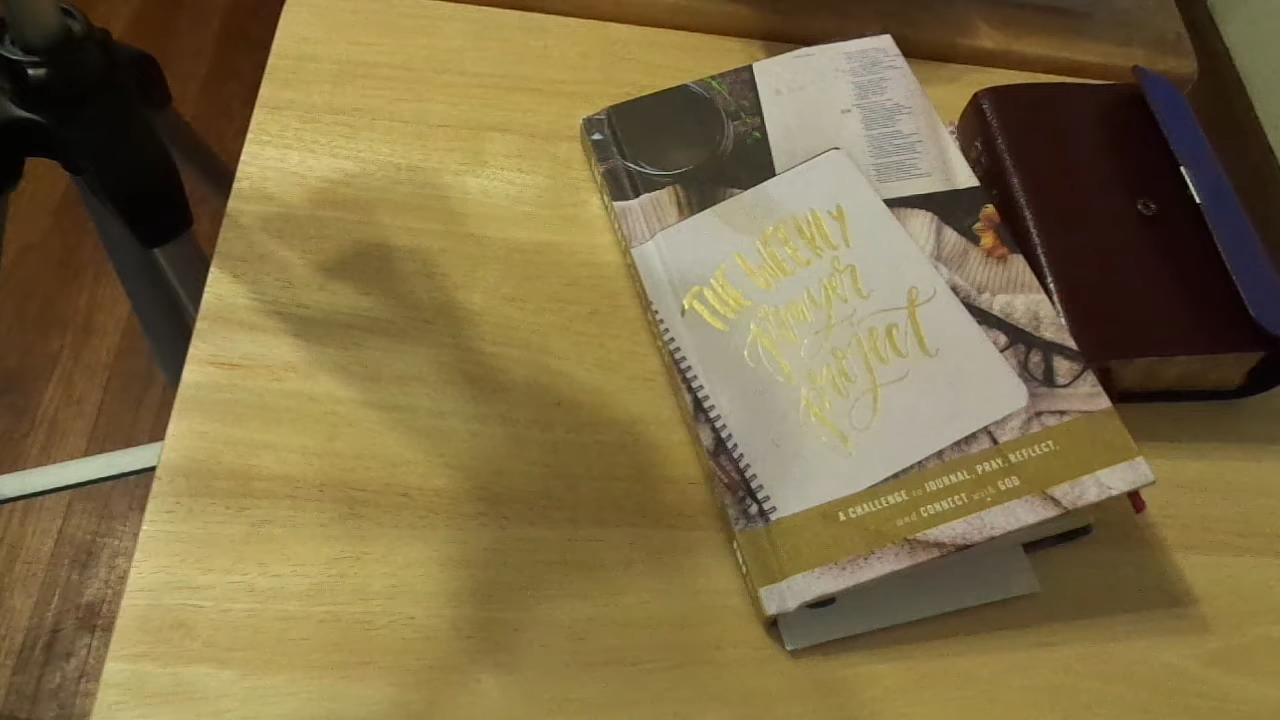 THE WEEKLY
prayer
project
A CHALLENGE to JOURNAL, PRAY, REFLECT,
and CONNECT with GOD